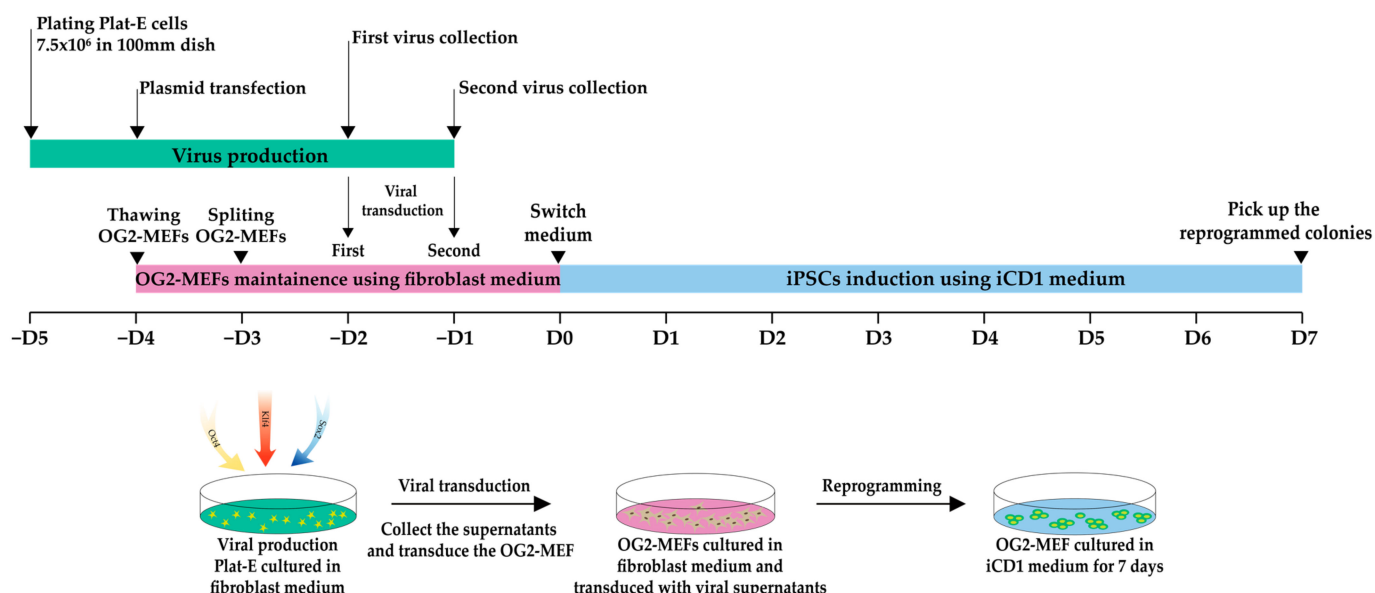 Plating Plat-E cells
7.5x10⁶ in 100mm dish
First virus collection
Plasmid transfection
Second virus collection
Virus production
Viral
transduction
Thawing
OG2-MEFs
Spliting
OG2-MEFs
First
Second
Switch
medium
Pick up the
reprogrammed colonies
OG2-MEFs maintainence using fibroblast medium
iPSCs induction using iCD1 medium
–D5
–D4
–D3
–D2
–D1
D0
D1
D2
D3
D4
D5
D6
D7
Oct4
Klf4
Sox2
Viral transduction
Collect the supernatants
and transduce the OG2-MEF
Reprogramming
Viral production
Plat-E cultured in
fibroblast medium
OG2-MEFs cultured in
fibroblast medium and
transduced with viral supernatants
OG2-MEF cultured in
iCD1 medium for 7 days